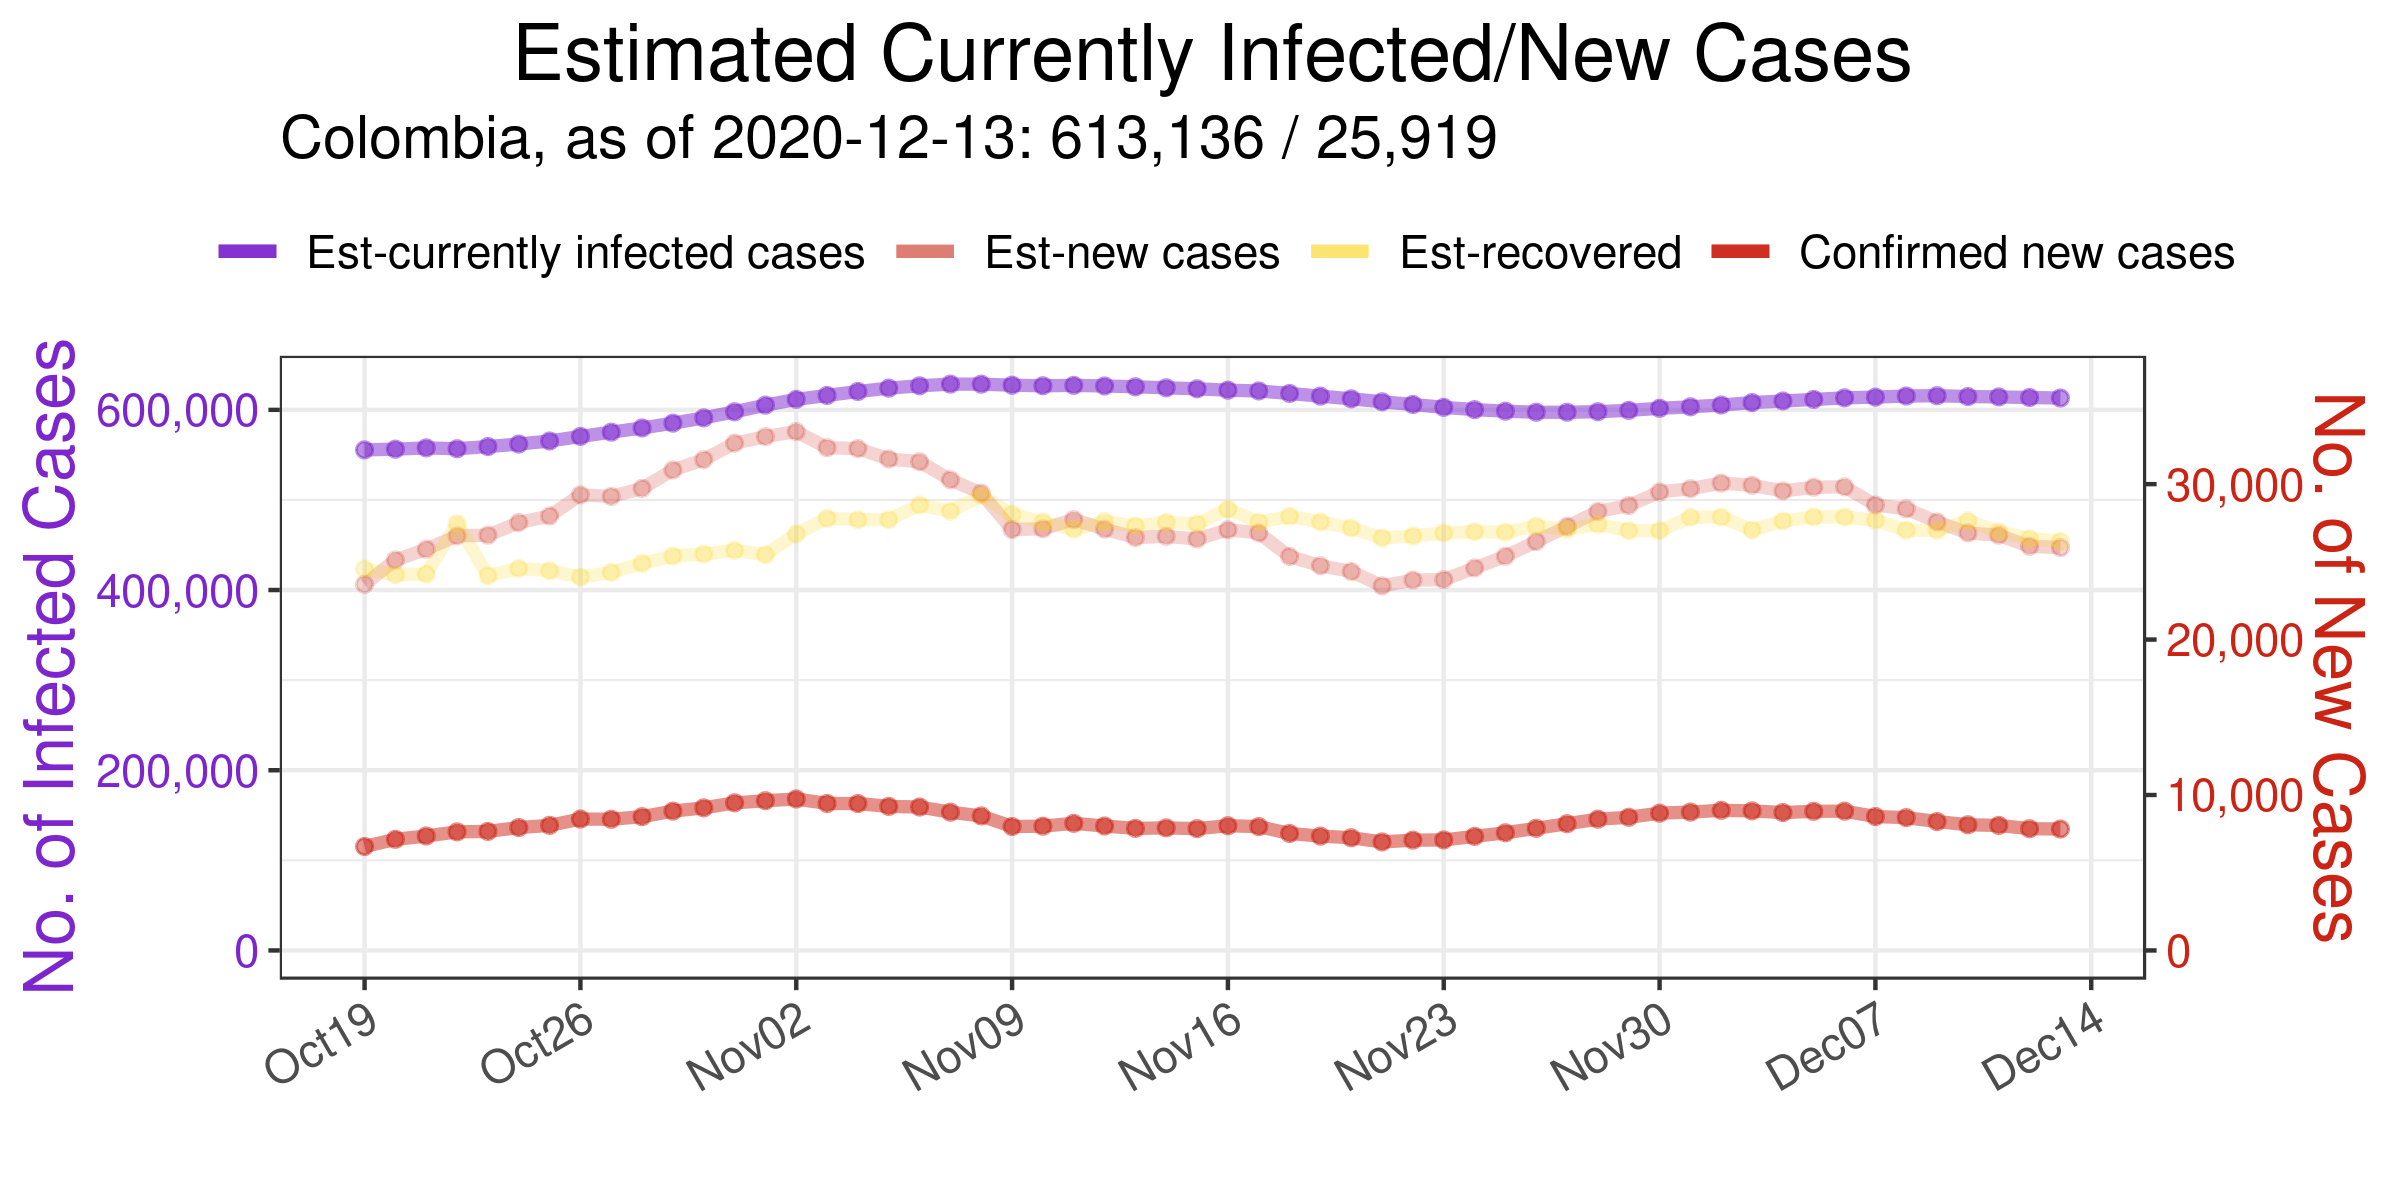 Estimated Currently Infected/New Cases
Colombia, as of 2020-12-13: 613,136 / 25,919
Est-currently infected cases Est-new cases Est-recovered Confirmed new cases
No. of Infected Cases
600,000
400,000
200,000
0
30,000
20,000
10,000
0
No. of New Cases
Oct19 Oct26 Nov02 Nov09 Nov16 Nov23 Nov30 Dec07 Dec14